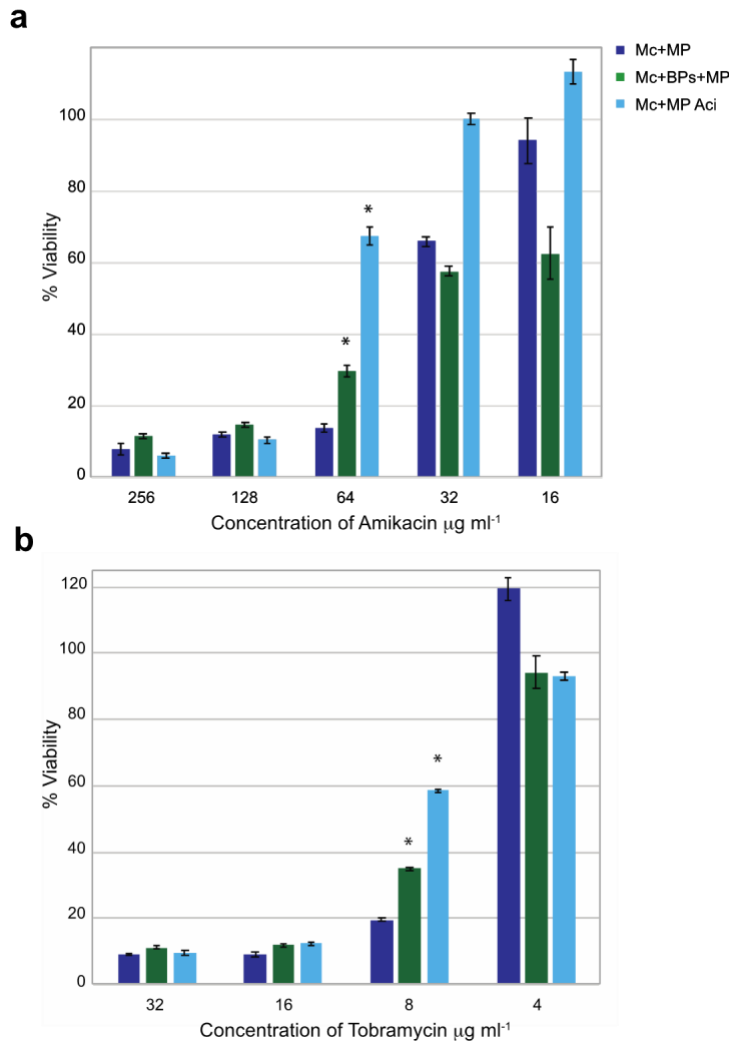 a
Mc+MP
Mc+BPs+MP
Mc+MP Aci
% Viability
100
80
60
40
20
0
*
*
256 128 64 32 16
Concentration of Amikacin µg ml-1
b
% Viability
120
100
80
60
40
20
0
*
*
32 16 8 4
Concentration of Tobramycin µg ml-1